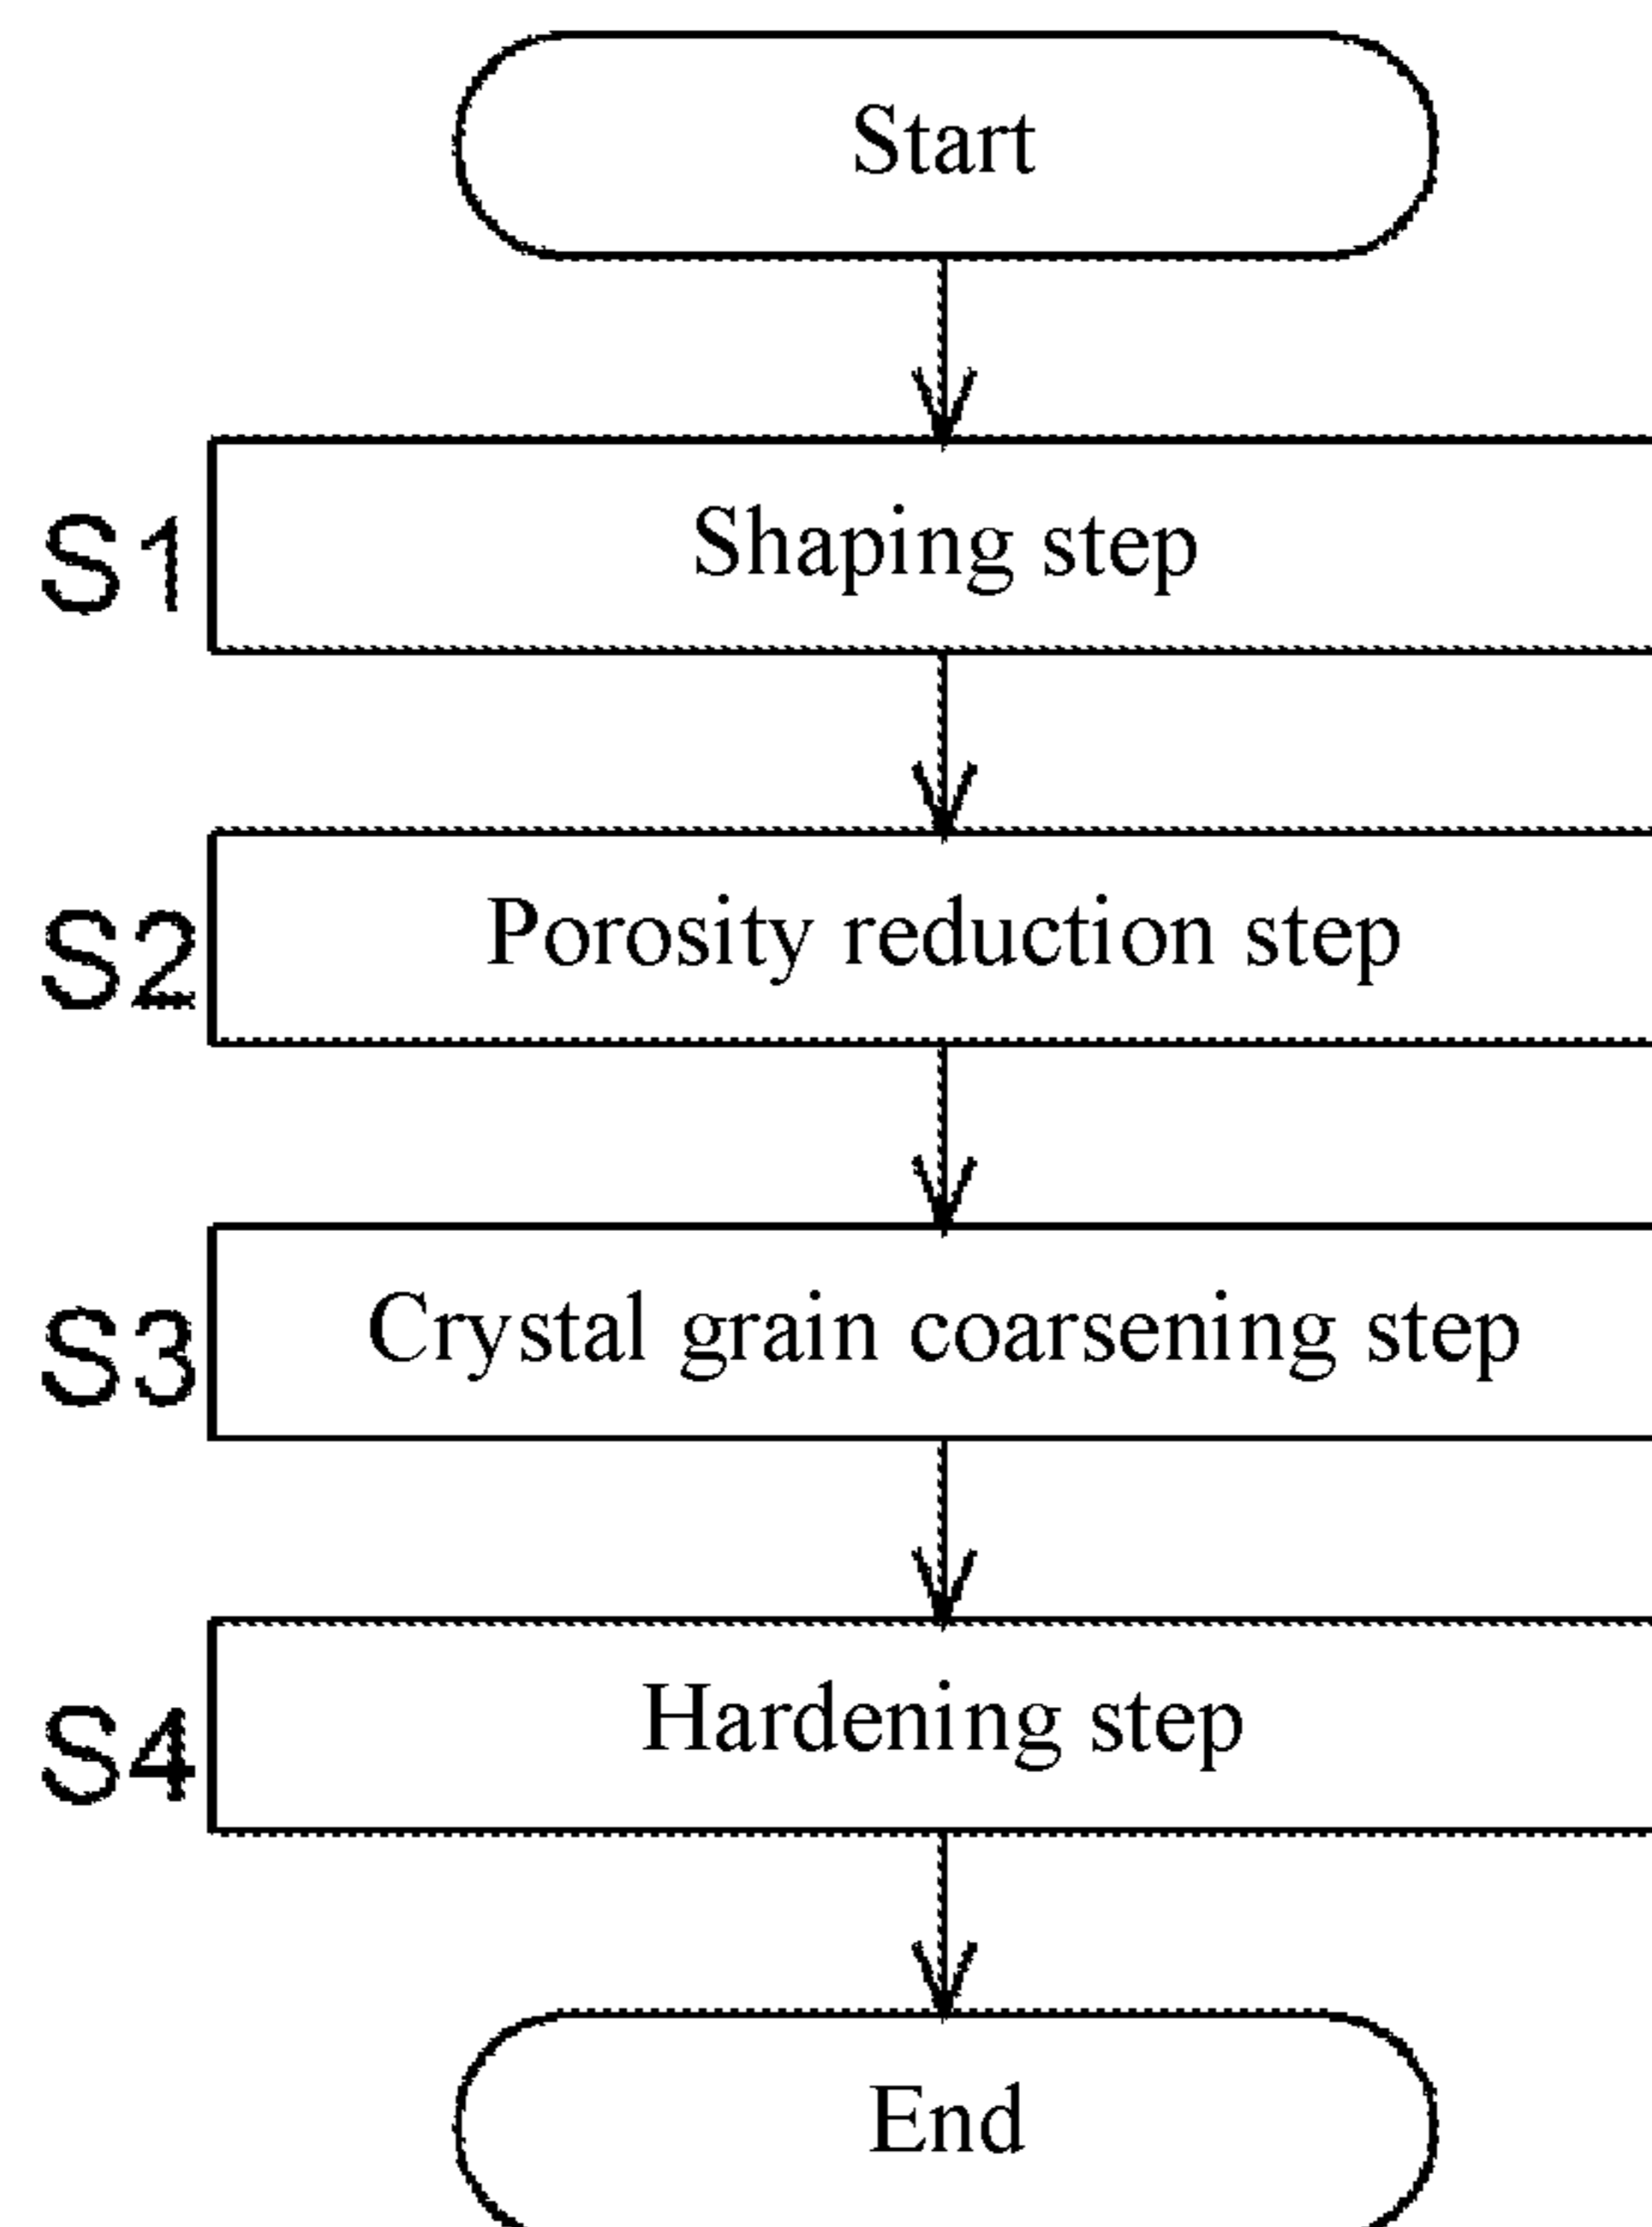 Start
S1 Shaping step
S2 Porosity reduction step
S3 Crystal grain coarsening step
S4 Hardening step
End